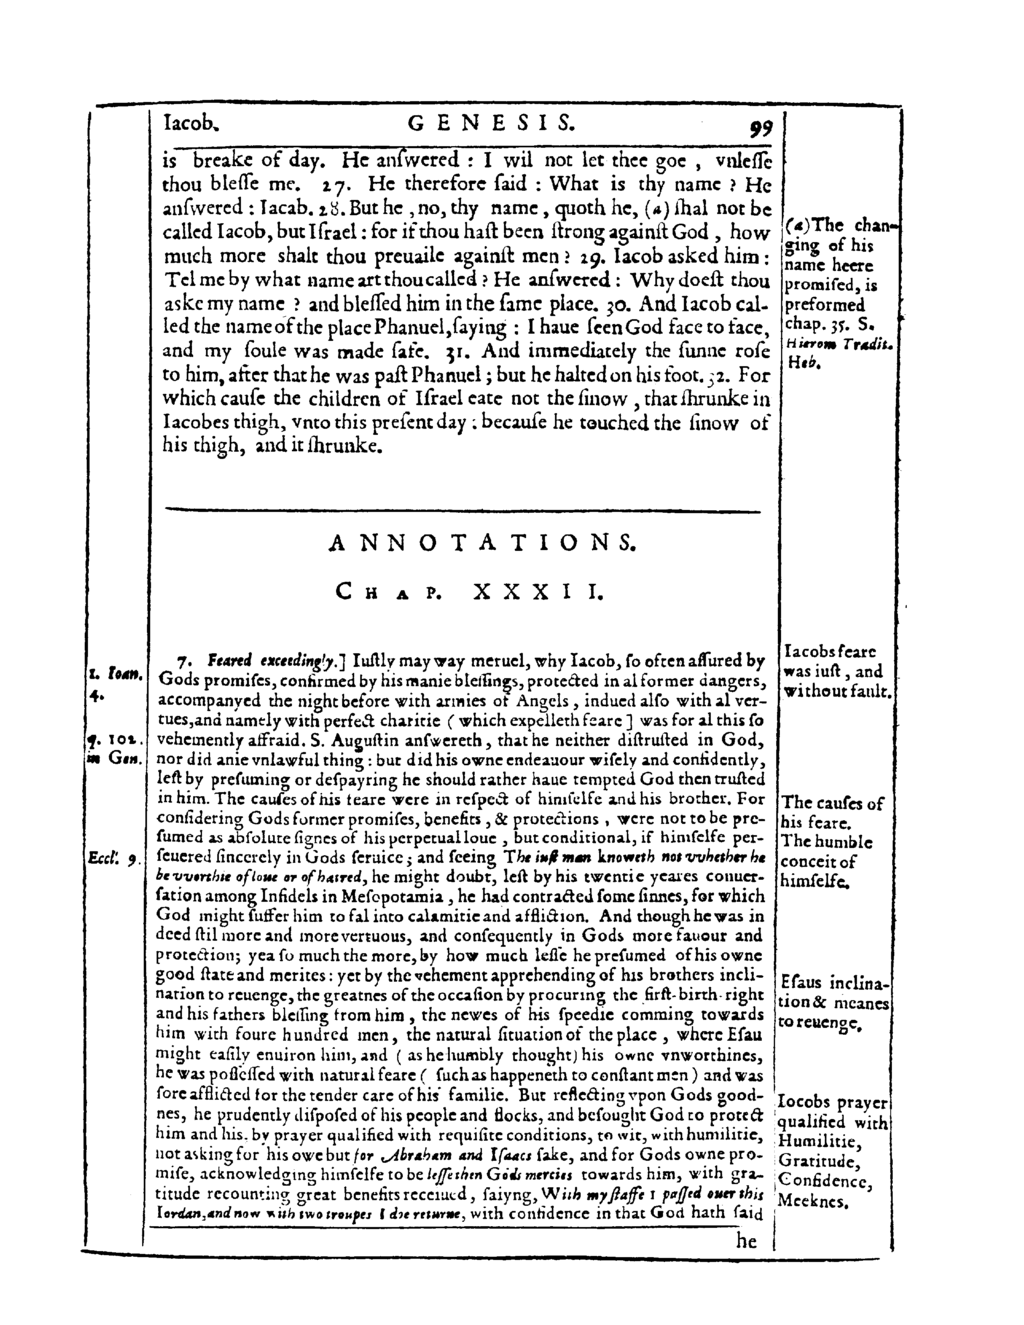 Iacob. GENESIS. 99
is breake of day. He anſwered : I wil not let thee goe , vnleſſe
thou bleſſe me. 27. He therefore ſaid : What is thy name ? He
anſwered : Iacab. 28. But he , no, thy name , quoth he, (a) ſhal not be
called Iacob, but Iſrael : for if thou haſt been ſtrong againſt God , how
much more shalt thou preuaile againſt men ? 29. Iacob asked him :
Tel me by what name art thou called ? He anſwered : Why doeſt thou
aske my name ? and bleſſed him in the ſame place. 30. And Iacob cal-
led the name of the place Phanuel, ſaying : I haue ſeen God face to face,
and my ſoule was made ſafe. 31. And immediately the ſunne roſe
to him, after that he was paſt Phanuel ; but he halted on his foot. 32. For
which cauſe the children of Iſrael eate not the ſinow , that ſhrunke in
Iacobes thigh, vnto this preſent day : becauſe he touched the ſinow of
his thigh, and it ſhrunke.
(a) The chan-
ging of his
name heere
promiſed, is
preformed
chap. 35. S.
Hierom Tradit.
Heb.
ANNOTATIONS.
CHAP. XXXII.
7. Feared exceedingly.] Iuſtly may way meruel, why Iacob, ſo often aſſured by
Gods promiſes, confirmed by his manie bleſſings, protected in al former dangers,
accompanyed the night before with armies of Angels , indued alſo with al ver-
tues, and namely with perfect charitie ( which expelleth feare ] was for al this ſo
vehemently affraid. S. Auguſtin anſwereth , that he neither diſtruſted in God,
nor did anie vnlawful thing : but did his owne endeauour wiſely and confidently,
leſt by preſuming or deſpayring he should rather haue tempted God then truſted
in him. The cauſes of his feare were in reſpect of himſelfe and his brother. For
conſidering Gods former promiſes, benefits , & protections , were not to be pre-
ſumed as abſolute ſignes of his perpetual loue , but conditional, if himſelfe per-
ſeuered ſincerely in Gods ſeruice ; and ſeeing The iuſt man knoweth not vvhether he
be vvorthie of loue or of hatred, he might doubt, leſt by his twentie yeares conuer-
ſation among Infidels in Meſopotamia , he had contracted ſome ſinnes, for which
God might ſuffer him to fal into calamitie and affliction. And though he was in
deed ſtil more and more vertuous, and conſequently in Gods more fauour and
protection; yea ſo much the more, by how much leſſe he preſumed of his owne
good ſtate and merites : yet by the vehement apprehending of his brothers incli-
nation to reuenge, the greatnes of the occaſion by procuring the firſt-birth-right
and his fathers bleſſing from him , the newes of his ſpeedie comming towards
him with foure hundred men , the natural ſituation of the place , where Eſau
might eaſily enuiron him, and ( as he humbly thought) his owne vnworthines,
he was poſſeſſed with natural feare ( ſuch as happeneth to conſtant men ) and was
ſore afflicted for the tender care of his familie. But reflecting vpon Gods good-
nes, he prudently diſpoſed of his people and flocks, and beſought God to protect
him and his, by prayer qualified with requiſite conditions, to wit, with humilitie,
not asking for his owe but for Abraham and Iſaacs ſake, and for Gods owne pro-
miſe, acknowledging himſelfe to be leſſe then Gods mercies towards him, with gra-
titude recounting great benefits receiued , ſaiyng, With my ſtaffe I paſſed ouer this
Iordan, and now with two troupes I doe returne, with confidence in that God hath ſaid
he
1. Ioan.
4.
q. 102.
in Gen.
Eccl. 9.
Iacobs feare
was iuſt , and
without fault.
The cauſes of
his feare.
The humble
conceit of
himſelfe.
Eſaus inclina-
tion & meanes
to reuenge.
Iocobs prayer
qualified with
Humilitie,
Gratitude,
Confidence,
Meeknes.